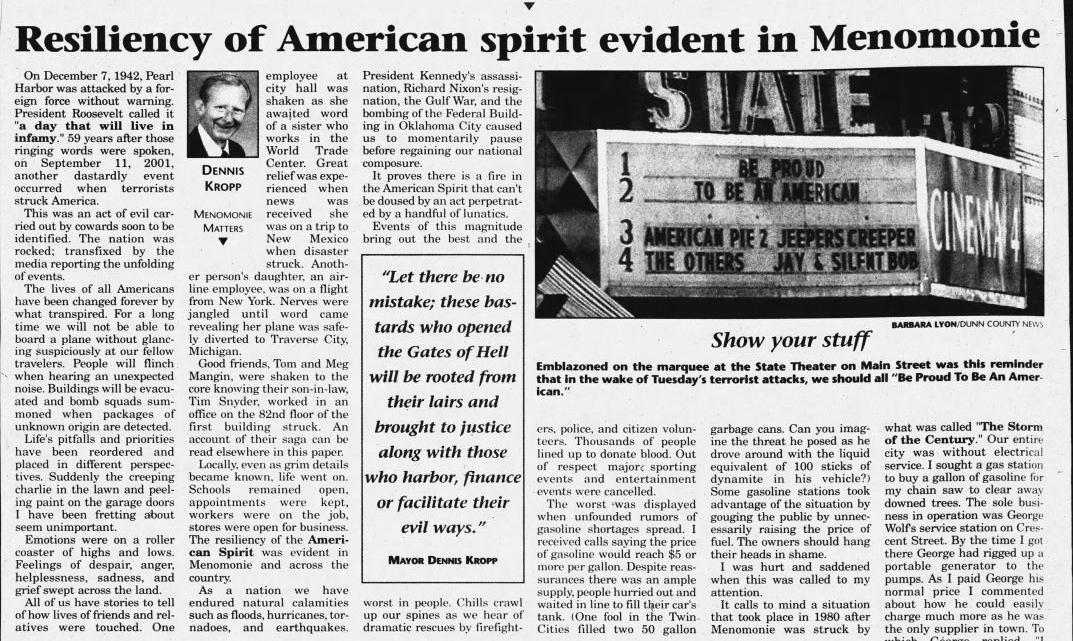 Resiliency of American spirit evident in Menomonie
On December 7, 1942, Pearl
Harbor was attacked by a for-
eign force without warning.
President Roosevelt called it
"a day that will live in
infamy." 59 years after those
ringing words were spoken,
on September 11, 2001,
another dastardly event
occurred when terrorists
struck America.
This was an act of evil car-
ried out by cowards soon to be
identified. The nation was
rocked; transfixed by the
media reporting the unfolding
of events.
The lives of all Americans
have been changed forever by
what transpired. For a long
time we will not be able to
board a plane without glanc-
ing suspiciously at our fellow
travelers. People will flinch
when hearing an unexpected
noise. Buildings will be evacu-
ated and bomb squads sum-
moned when packages of
unknown origin are detected.
Life's pitfalls and priorities
have been reordered and
placed in different perspec-
tives. Suddenly the creeping
charlie in the lawn and peel-
ing paint on the garage doors
I have been fretting about
seem unimportant.
Emotions were on a roller
coaster of highs and lows.
Feelings of despair, anger,
helplessness, sadness, and
grief swept across the land.
All of us have stories to tell
of how lives of friends and rel-
atives were touched. One
DENNIS
KROPP
MENOMONIE
MATTERS
employee at
city hall was
shaken as she
awaited word
of a sister who
works in the
World Trade
Center. Great
relief was expe-
rienced when
news was
received she
was on a trip to
New Mexico
when disaster
struck. Anoth-
er person's daughter, an air-
line employee, was on a flight
from New York. Nerves were
jangled until word came
revealing her plane was safe-
ly diverted to Traverse City,
Michigan.
Good friends, Tom and Meg
Mangin, were shaken to the
core knowing their son-in-law,
Tim Snyder, worked in an
office on the 82nd floor of the
first building struck. An
account of their saga can be
read elsewhere in this paper.
Locally, even as grim details
became known, life went on.
Schools remained open,
appointments were kept,
workers were on the job,
stores were open for business.
The resiliency of the Ameri-
can Spirit was evident in
Menomonie and across the
country.
As a nation we have
endured natural calamities
such as floods, hurricanes, tor-
nadoes, and earthquakes.
President Kennedy's assassi-
nation, Richard Nixon's resig-
nation, the Gulf War, and the
bombing of the Federal Build-
ing in Oklahoma City caused
us to momentarily pause
before regaining our national
composure.
It proves there is a fire in
the American Spirit that can't
be doused by an act perpetrat-
ed by a handful of lunatics.
Events of this magnitude
bring out the best and the
"Let there be no
mistake; these bas-
tards who opened
the Gates of Hell
will be rooted from
their lairs and
brought to justice
along with those
who harbor, finance
or facilitate their
evil ways."
MAYOR DENNIS KROPP
worst in people. Chills crawl
up our spines as we hear of
dramatic rescues by firefight-
STATE
1 BE PROUD
2 TO BE AN AMERICAN
3 AMERICAN PIE 2 JEEPERS CREEPER
4 THE OTHERS JAY & SILENT BOB
CINEMA 4
BARBARA LYON/DUNN COUNTY NEWS
Show your stuff
Emblazoned on the marquee at the State Theater on Main Street was this reminder
that in the wake of Tuesday's terrorist attacks, we should all "Be Proud To Be An Amer-
ican."
ers, police, and citizen volun-
teers. Thousands of people
lined up to donate blood. Out
of respect major sporting
events and entertainment
events were cancelled.
The worst was displayed
when unfounded rumors of
gasoline shortages spread. I
received calls saying the price
of gasoline would reach $5 or
more per gallon. Despite reas-
surances there was an ample
supply, people hurried out and
waited in line to fill their car's
tank. (One fool in the Twin
Cities filled two 50 gallon
garbage cans. Can you imag-
ine the threat he posed as he
drove around with the liquid
equivalent of 100 sticks of
dynamite in his vehicle?)
Some gasoline stations took
advantage of the situation by
gouging the public by unnec-
essarily raising the price of
fuel. The owners should hang
their heads in shame.
I was hurt and saddened
when this was called to my
attention.
It calls to mind a situation
that took place in 1980 after
Menomonie was struck by
what was called "The Storm
of the Century." Our entire
city was without electrical
service. I sought a gas station
to buy a gallon of gasoline for
my chain saw to clear away
downed trees. The sole busi-
ness in operation was George
Wolf's service station on Cres-
cent Street. By the time I got
there George had rigged up a
portable generator to the
pumps. As I paid George his
normal price I commented
about how he could easily
charge much more as he was
the only supplier in town. To
which George replied